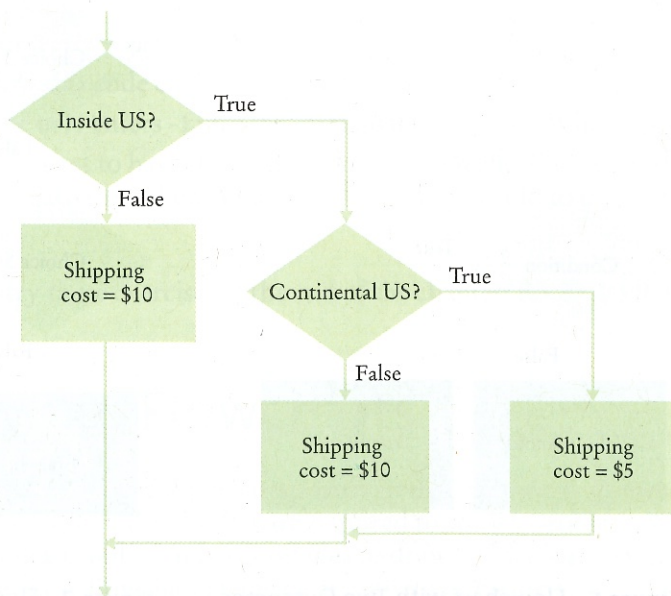 Inside US?
True
False
Shipping
cost = $10
Continental US?
True
False
Shipping
cost = $10
Shipping
cost = $5